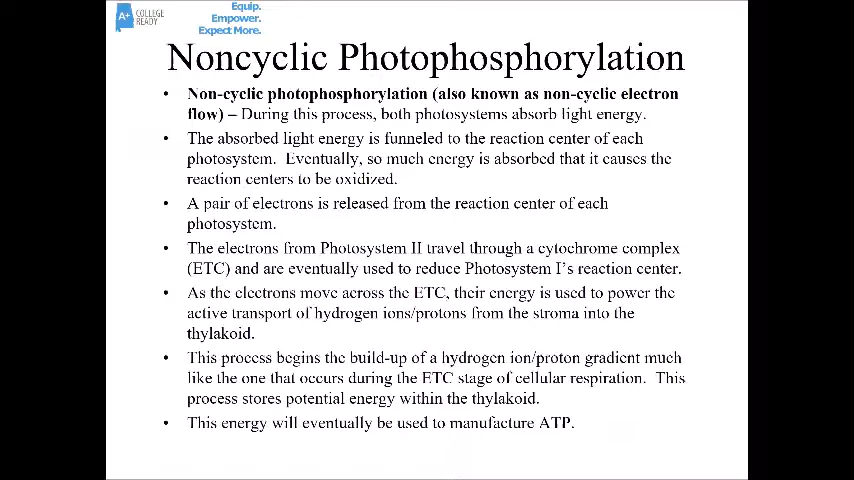 A+ COLLEGE
READY
Equip.
Empower.
Expect More.
Noncyclic Photophosphorylation
• Non-cyclic photophosphorylation (also known as non-cyclic electron
flow) – During this process, both photosystems absorb light energy.
• The absorbed light energy is funneled to the reaction center of each
photosystem.  Eventually, so much energy is absorbed that it causes the
reaction centers to be oxidized.
• A pair of electrons is released from the reaction center of each
photosystem.
• The electrons from Photosystem II travel through a cytochrome complex
(ETC) and are eventually used to reduce Photosystem I’s reaction center.
• As the electrons move across the ETC, their energy is used to power the
active transport of hydrogen ions/protons from the stroma into the
thylakoid.
• This process begins the build-up of a hydrogen ion/proton gradient much
like the one that occurs during the ETC stage of cellular respiration.  This
process stores potential energy within the thylakoid.
• This energy will eventually be used to manufacture ATP.